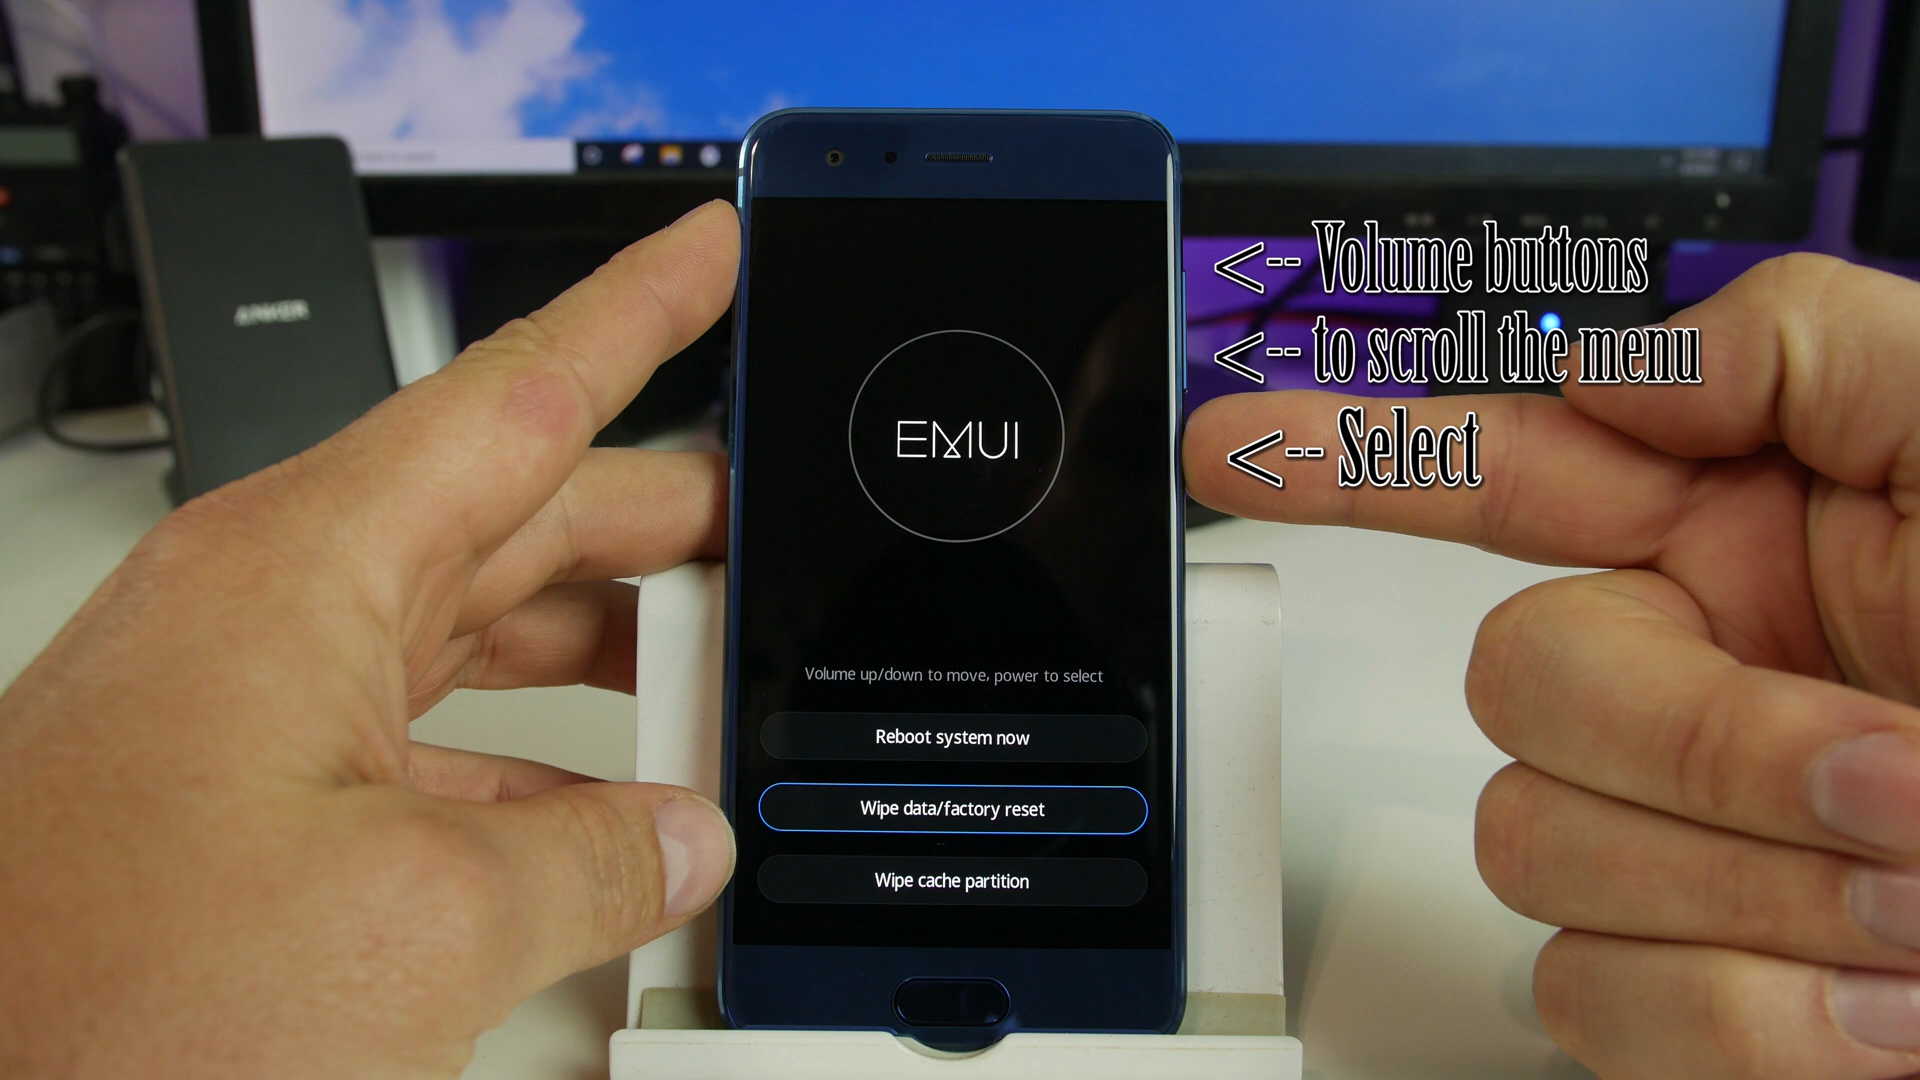 ANKER
<-- Volume buttons
<-- to scroll the menu
<-- Select
EMUI
Volume up/down to move, power to select
Reboot system now
Wipe data/factory reset
Wipe cache partition